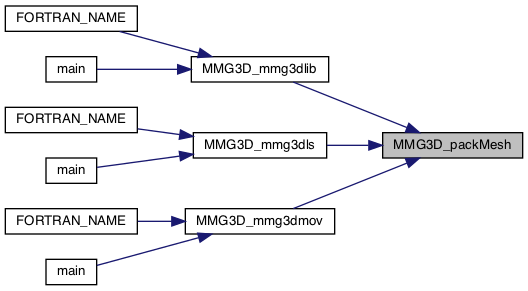 FORTRAN_NAME
MMG3D_mmg3dlib
main
FORTRAN_NAME
MMG3D_mmg3dls
MMG3D_packMesh
main
FORTRAN_NAME
MMG3D_mmg3dmov
main